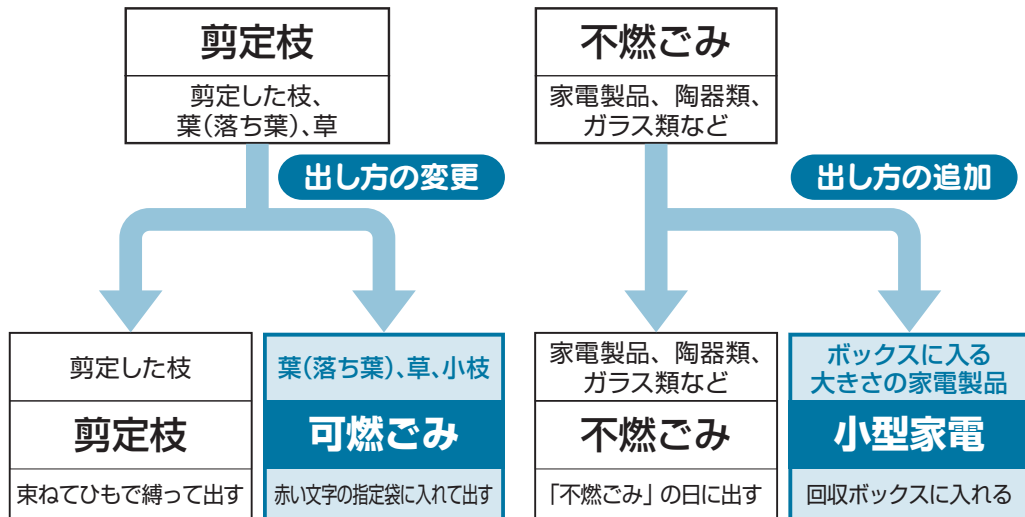 剪定枝
剪定した枝、
葉(落ち葉)、草
出し方の変更
剪定した枝
剪定枝
束ねてひもで縛って出す
葉(落ち葉)、草、小枝
可燃ごみ
赤い文字の指定袋に入れて出す
不燃ごみ
家電製品、陶器類、
ガラス類など
出し方の追加
家電製品、陶器類、
ガラス類など
不燃ごみ
「不燃ごみ」の日に出す
ボックスに入る
大きさの家電製品
小型家電
回収ボックスに入れる